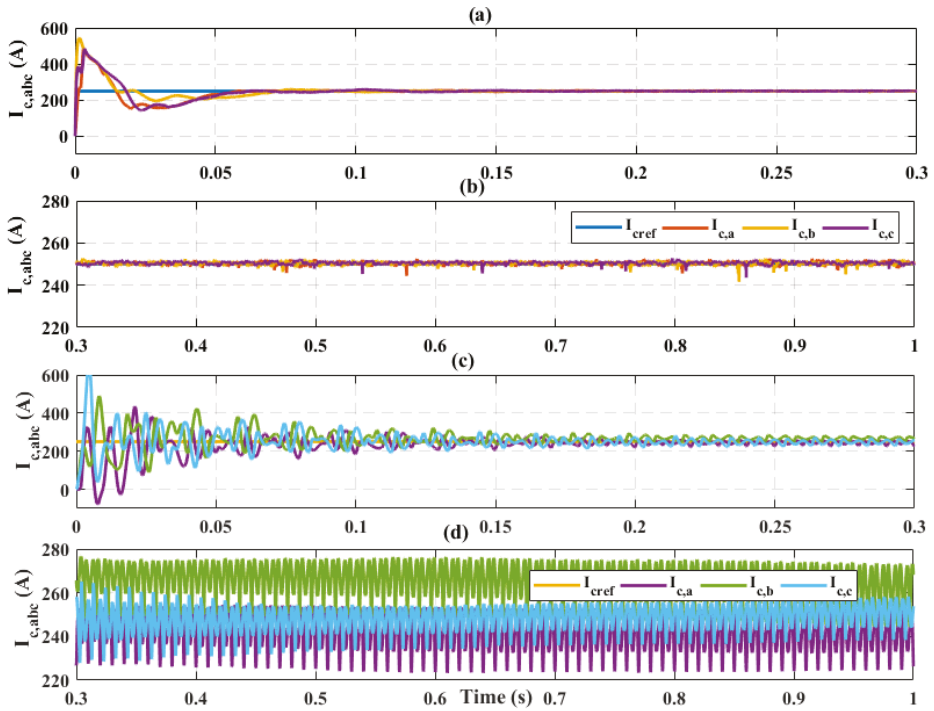 (a)
I_c,abc (A)
600
400
200
0
0 0.05 0.1 0.15 0.2 0.25 0.3
(b)
I_c,abc (A)
280
260
240
220
I_cref I_c,a I_c,b I_c,c
0.3 0.4 0.5 0.6 0.7 0.8 0.9 1
(c)
I_c,abc (A)
600
400
200
0
0 0.05 0.1 0.15 0.2 0.25 0.3
(d)
I_c,abc (A)
280
260
240
220
I_cref I_c,a I_c,b I_c,c
0.3 0.4 0.5 0.6 0.7 0.8 0.9 1
Time (s)